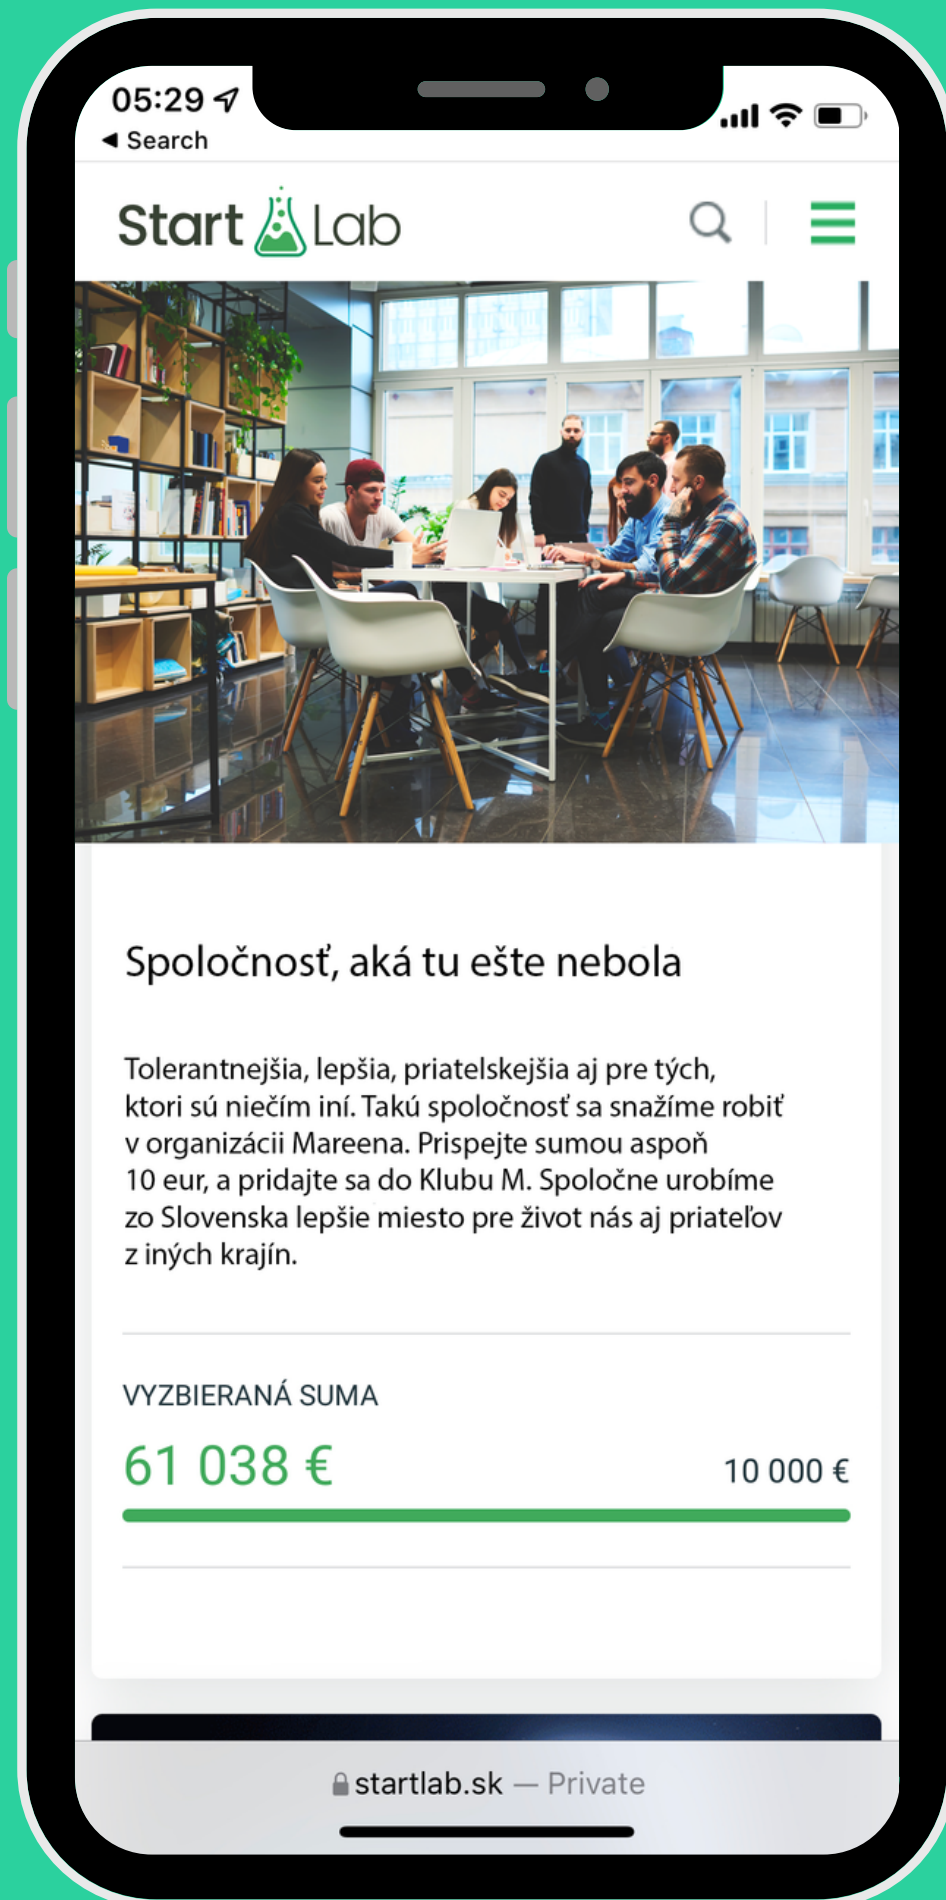 05:29
Search
Start Lab
Spoločnosť, aká tu ešte nebola
Tolerantnejšia, lepšia, priatelskejšia aj pre tých,
ktori sú niečím iní. Takú spoločnosť sa snažíme robiť
v organizácii Mareena. Prispejte sumou aspoň
10 eur, a pridajte sa do Klubu M. Spoločne urobíme
zo Slovenska lepšie miesto pre život nás aj priateľov
z iných krajín.
VYZBIERANÁ SUMA
61 038 € 10 000 €
startlab.sk — Private